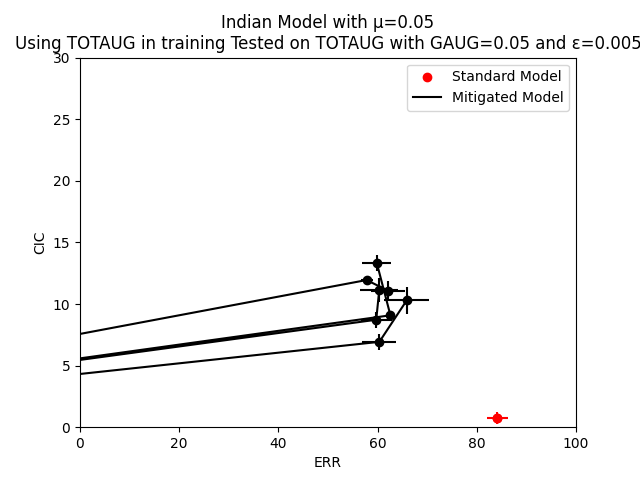 Indian Model with μ=0.05
Using TOTAUG in training Tested on TOTAUG with GAUG=0.05 and ε=0.005
30
25
20
15
10
5
0
CIC
Standard Model
Mitigated Model
0 20 40 60 80 100
ERR